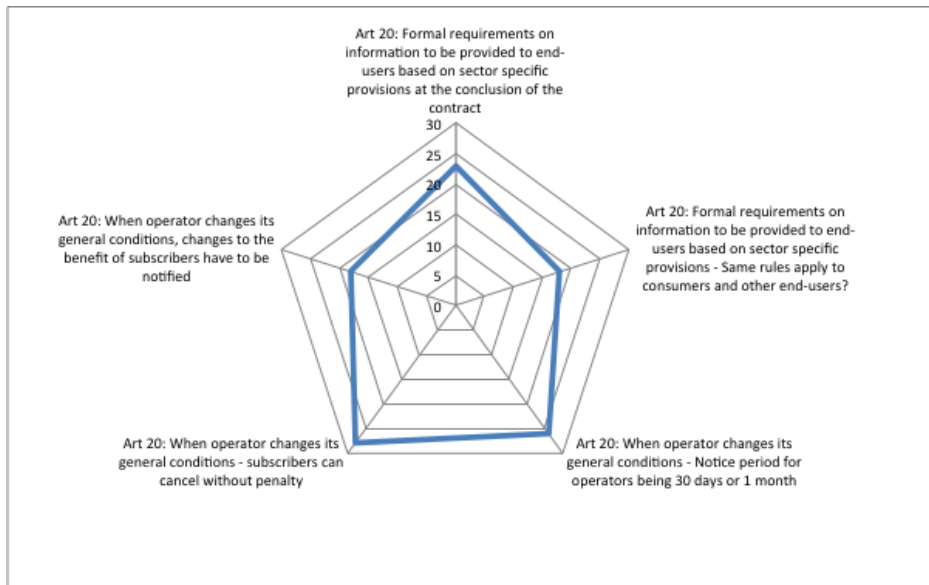 Art 20: Formal requirements on
information to be provided to end-
users based on sector specific
provisions at the conclusion of the
contract
30
25
20
15
10
5
0
Art 20: Formal requirements on
information to be provided to end-
users based on sector specific
provisions - Same rules apply to
consumers and other end-users?
Art 20: When operator changes its
general conditions - Notice period for
operators being 30 days or 1 month
Art 20: When operator changes its
general conditions - subscribers can
cancel without penalty
Art 20: When operator changes its
general conditions, changes to the
benefit of subscribers have to be
notified